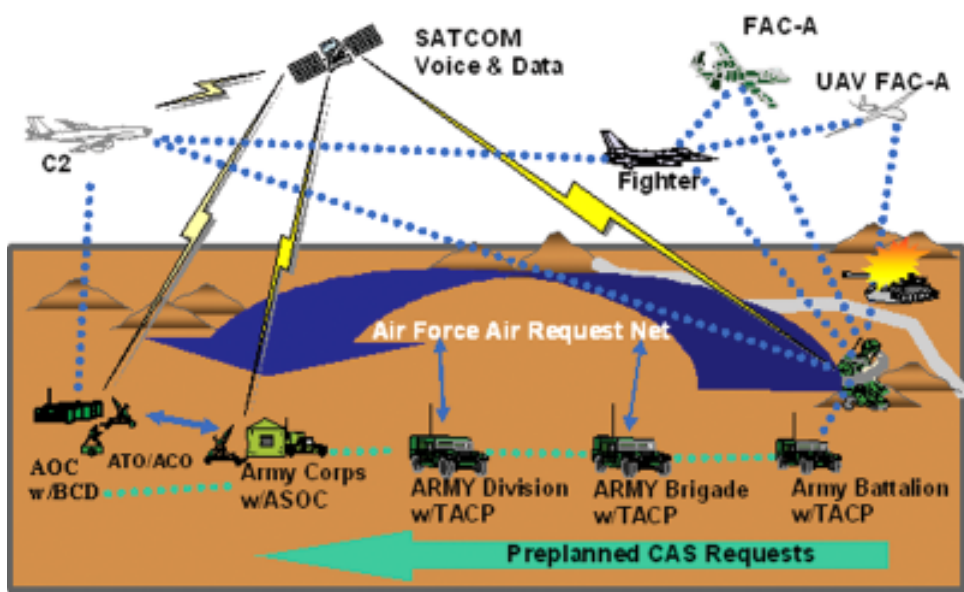 SATCOM
Voice & Data
FAC-A
UAV FAC-A
C2
Fighter
Air Force Air Request Net
AOC
w/BCD
ATO/ACO
Army Corps
w/ASOC
ARMY Division
w/TACP
ARMY Brigade
w/TACP
Army Battalion
w/TACP
Preplanned CAS Requests